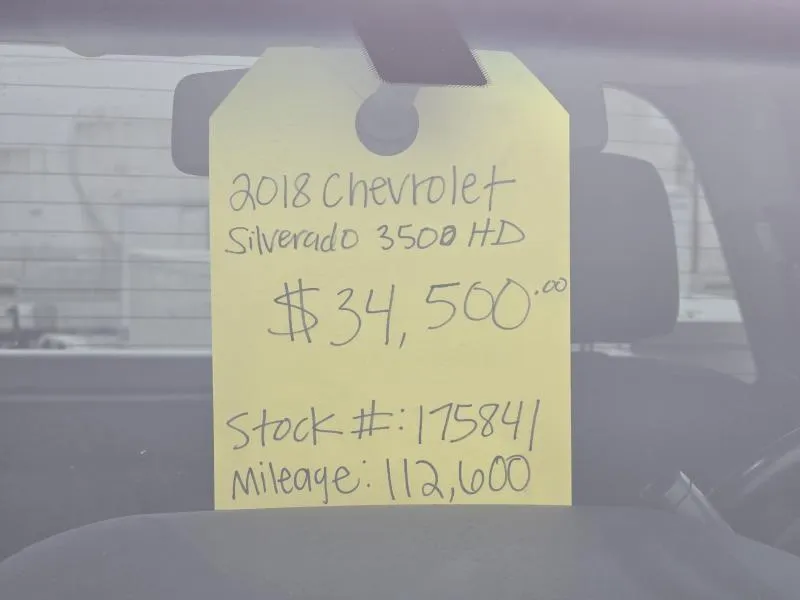 2018 Chevrolet
Silverado 3500 HD
$34,500.00
Stock #: 175841
Mileage: 112,600